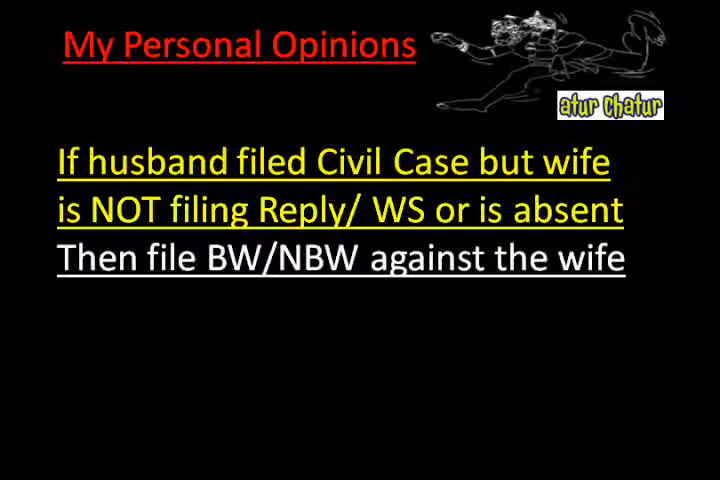 My Personal Opinions
atur chatur
If husband filed Civil Case but wife
is NOT filing Reply/ WS or is absent
Then file BW/NBW against the wife